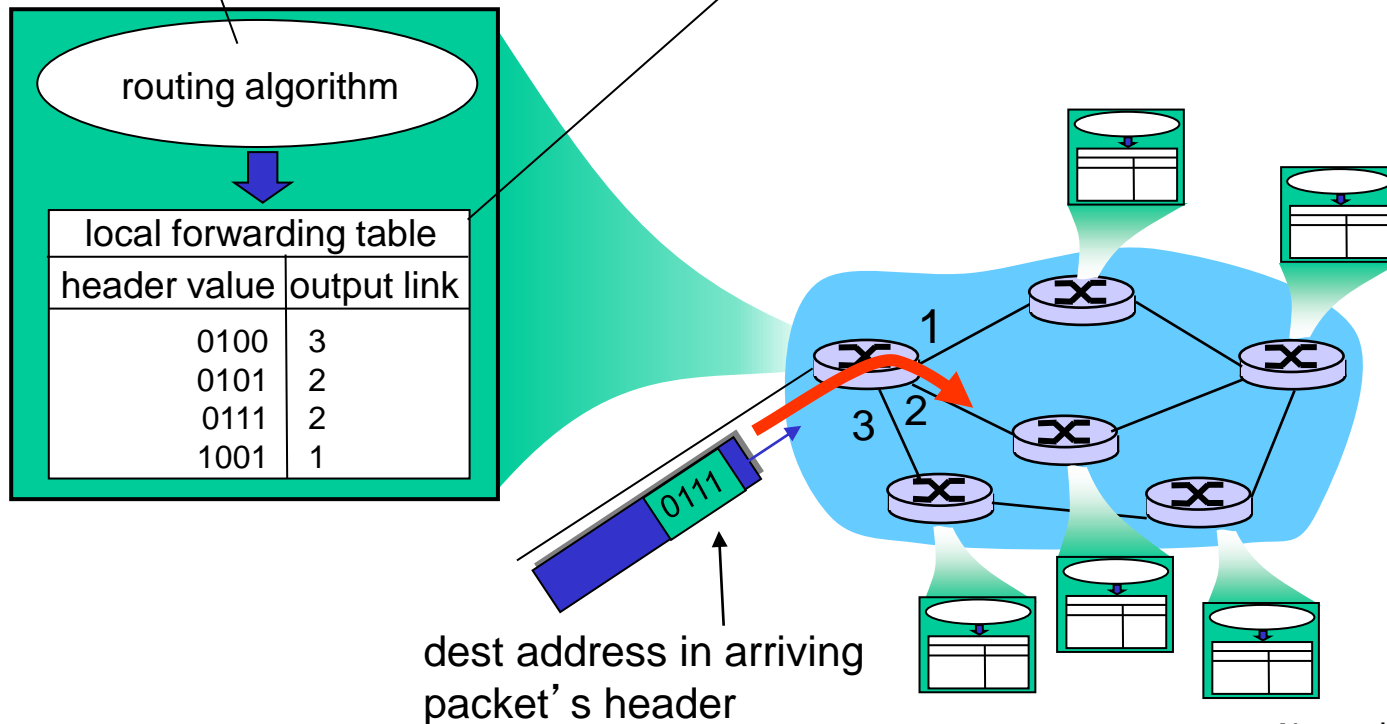 routing algorithm
local forwarding table
header value output link
0100 3
0101 2
0111 2
1001 1
1
2
3
0111
dest address in arriving
packet’s header